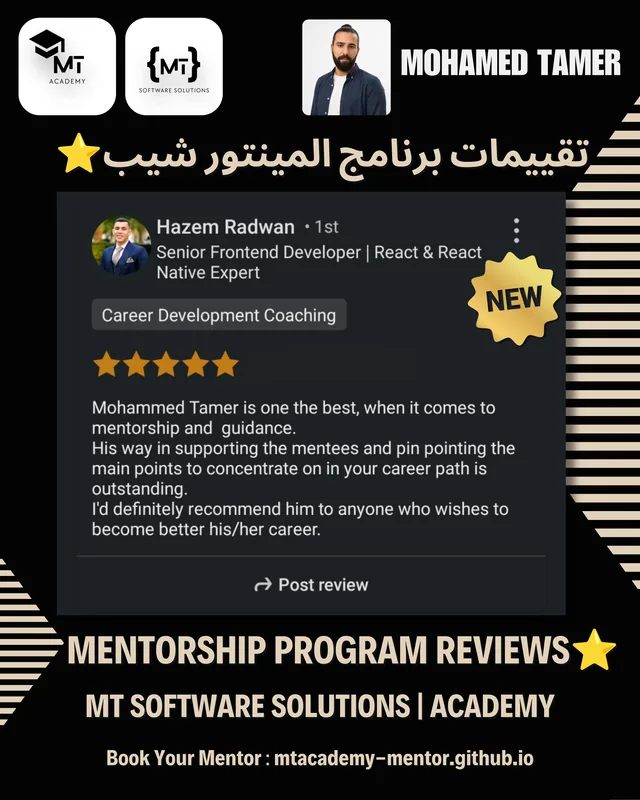 MT
ACADEMY
{MT}
SOFTWARE SOLUTIONS
MOHAMED TAMER
تقييمات برنامج المينتور شيب⭐
Hazem Radwan • 1st
Senior Frontend Developer | React & React
Native Expert
NEW
Career Development Coaching
Mohammed Tamer is one the best, when it comes to
mentorship and  guidance.
His way in supporting the mentees and pin pointing the
main points to concentrate on in your career path is
outstanding.
I'd definitely recommend him to anyone who wishes to
become better his/her career.
Post review
MENTORSHIP PROGRAM REVIEWS⭐
MT SOFTWARE SOLUTIONS | ACADEMY
Book Your Mentor : mtacademy-mentor.github.io